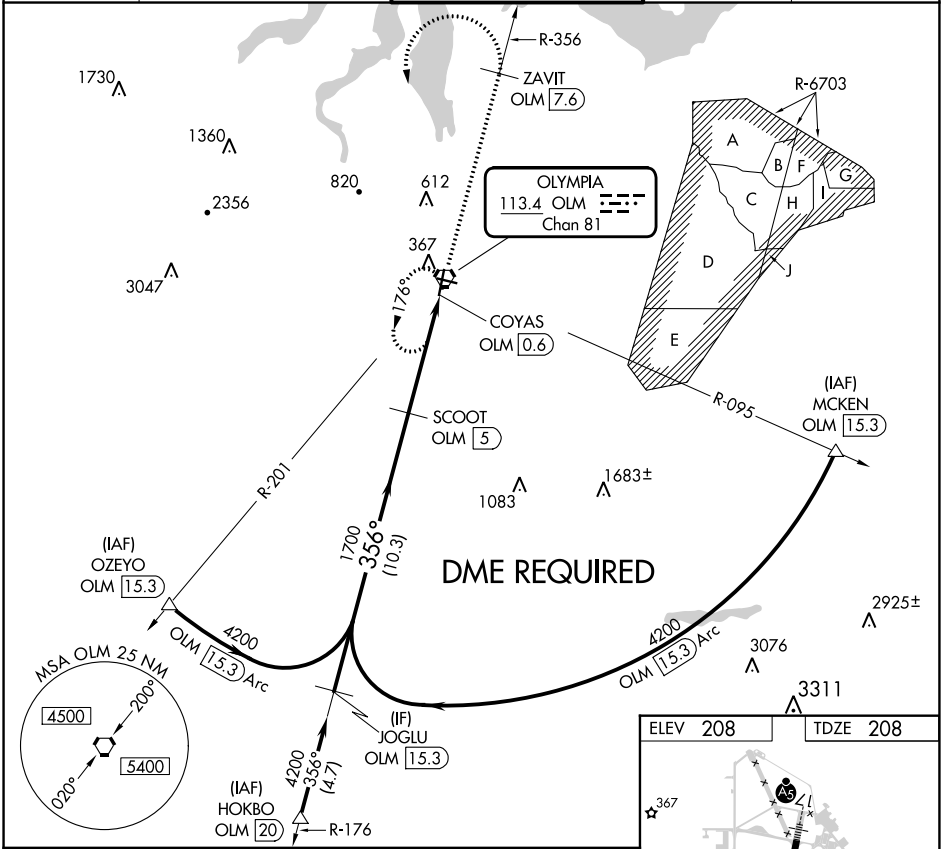 R-356
ZAVIT
OLM 7.6
1730
R-6703
1360
A
B
F
G
820
612
2356
OLYMPIA
113.4 OLM
Chan 81
C
H
I
367
D
J
3047
176°
COYAS
OLM 0.6
E
R-095
(IAF)
MCKEN
OLM 15.3
SCOOT
OLM 5
R-201
1083
1683±
1700
356°
(10.3)
(IAF)
OZEYO
OLM 15.3
DME REQUIRED
4200
OLM 15.3 Arc
4200
OLM 15.3 Arc
2925±
3076
3311
MSA OLM 25 NM
4500
200°
5400
020°
(IF)
JOGLU
OLM 15.3
4200
356°
(4.7)
(IAF)
HOKBO
OLM 20
R-176
ELEV 208
TDZE 208
367
A5
17